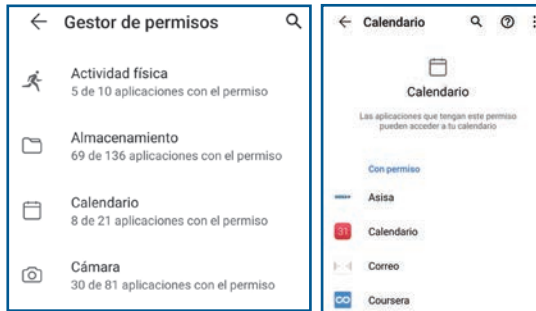 Gestor de permisos
Actividad física
5 de 10 aplicaciones con el permiso
Almacenamiento
69 de 136 aplicaciones con el permiso
Calendario
8 de 21 aplicaciones con el permiso
Cámara
30 de 81 aplicaciones con el permiso
Calendario
Calendario
Las aplicaciones que tengan este permiso
pueden acceder a tu calendario
Con permiso
Asisa
31
Calendario
Correo
Coursera